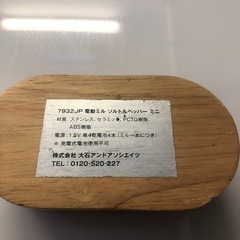 7932JP 電動ミル ソルト&ペッパー ミニ
材質：ステンレス、セラミック、PCTG樹脂、
ABS樹脂
電源：1.5V 単4乾電池4本（ミル一本につき）
※ 充電式電池使用不可
株式会社 大石アンドアソシエイツ
TEL：0120-520-227